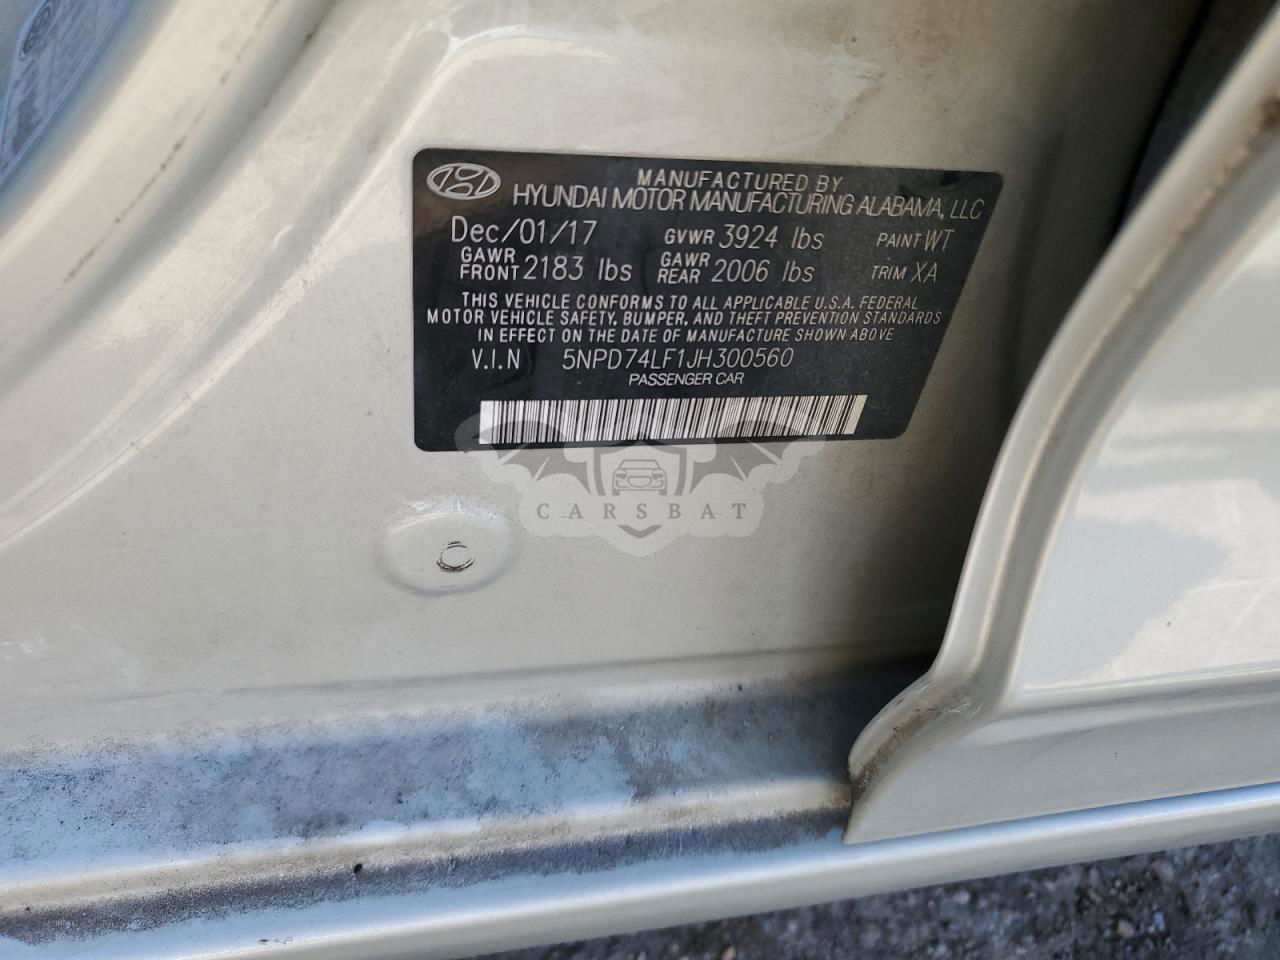 MANUFACTURED BY
HYUNDAI MOTOR MANUFACTURING ALABAMA, LLC
Dec/01/17 GVWR 3924 lbs PAINT WT
GAWR FRONT 2183 lbs GAWR REAR 2006 lbs TRIM XA
THIS VEHICLE CONFORMS TO ALL APPLICABLE U.S.A. FEDERAL
MOTOR VEHICLE SAFETY, BUMPER, AND THEFT PREVENTION STANDARDS
IN EFFECT ON THE DATE OF MANUFACTURE SHOWN ABOVE
V.I.N 5NPD74LF1JH300560
PASSENGER CAR
CARSBAT